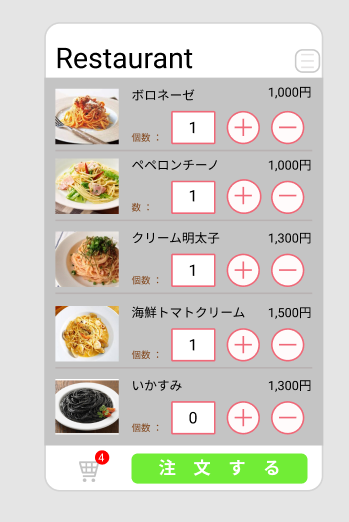 Restaurant
ボロネーゼ 1,000円
個数 : 1
ペペロンチーノ 1,000円
数 : 1
クリーム明太子 1,300円
個数 : 1
海鮮トマトクリーム 1,500円
個数 : 1
いかすみ 1,300円
個数 : 0
4
注文する